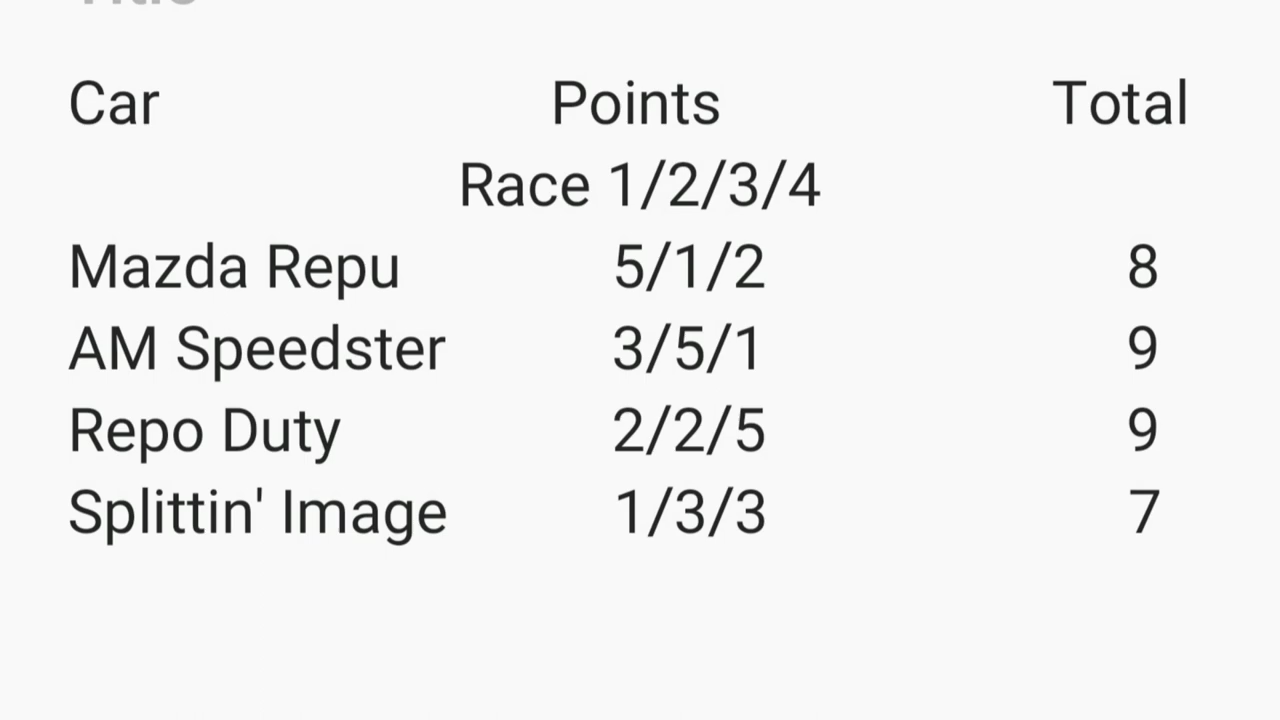 Title
Car Points Total
Race 1/2/3/4
Mazda Repu 5/1/2 8
AM Speedster 3/5/1 9
Repo Duty 2/2/5 9
Splittin' Image 1/3/3 7